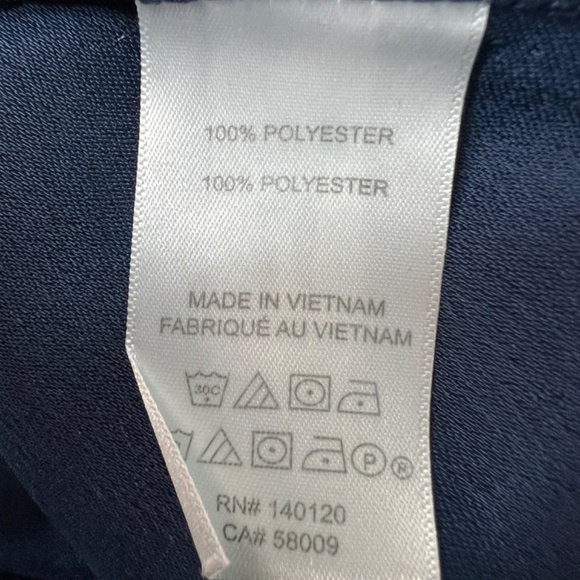 100% POLYESTER
100% POLYESTER
MADE IN VIETNAM
FABRIQUÉ AU VIETNAM
30C
P ®
RN# 140120
CA# 58009